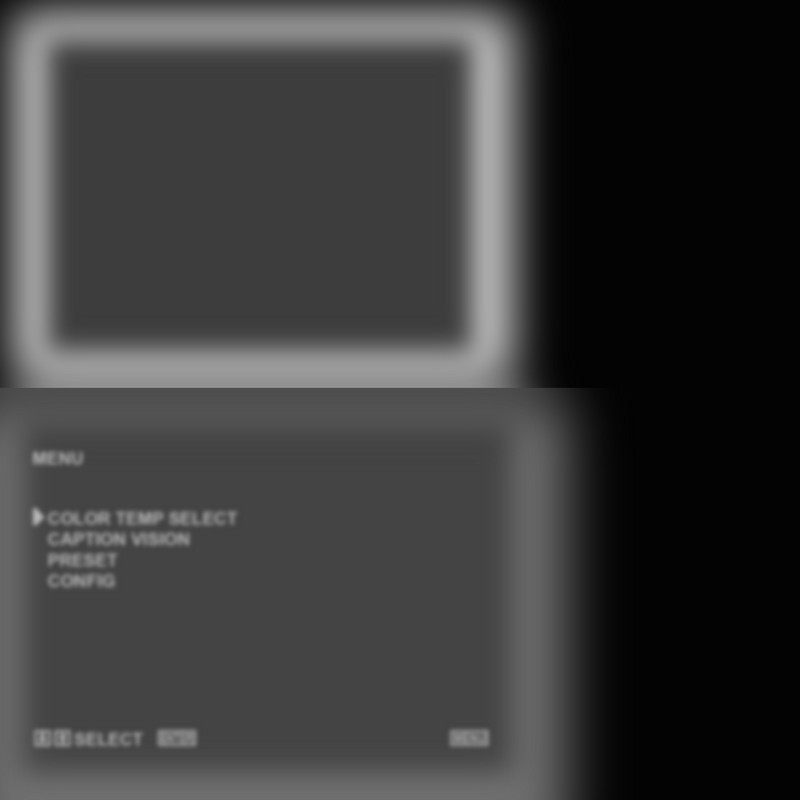 MENU
COLOR TEMP SELECT
CAPTION VISION
PRESET
CONFIG
SELECT